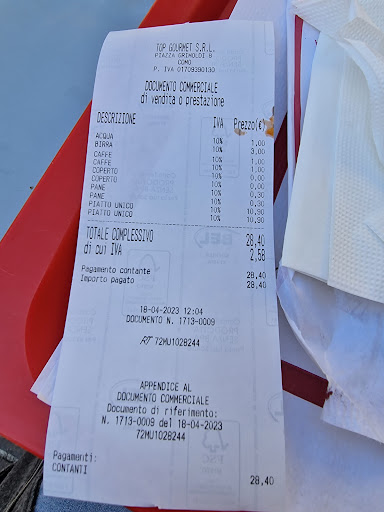 TOP GOURMET S.R.L.
PIAZZA GRIMOLDI 8
COMO
P. IVA 01709390130
DOCUMENTO COMMERCIALE
di vendita o prestazione
DESCRIZIONE IVA Prezzo(€)
ACQUA 10% 1,00
BIRRA 10% 3,00
CAFFE 10% 1,00
CAFFE 10% 1,00
COPERTO 10% 0,00
COPERTO 10% 0,00
PANE 10% 0,30
PANE 10% 0,30
PIATTO UNICO 10% 10,90
PIATTO UNICO 10% 10,90
TOTALE COMPLESSIVO 28,40
di cui IVA 2,58
Pagamento contante 28,40
Importo pagato 28,40
18-04-2023 12:04
DOCUMENTO N. 1713-0009
RT 72MU1028244
APPENDICE AL
DOCUMENTO COMMERCIALE
Documento di riferimento:
N. 1713-0009 del 18-04-2023
72MU1028244
Pagamenti:
CONTANTI 28,40